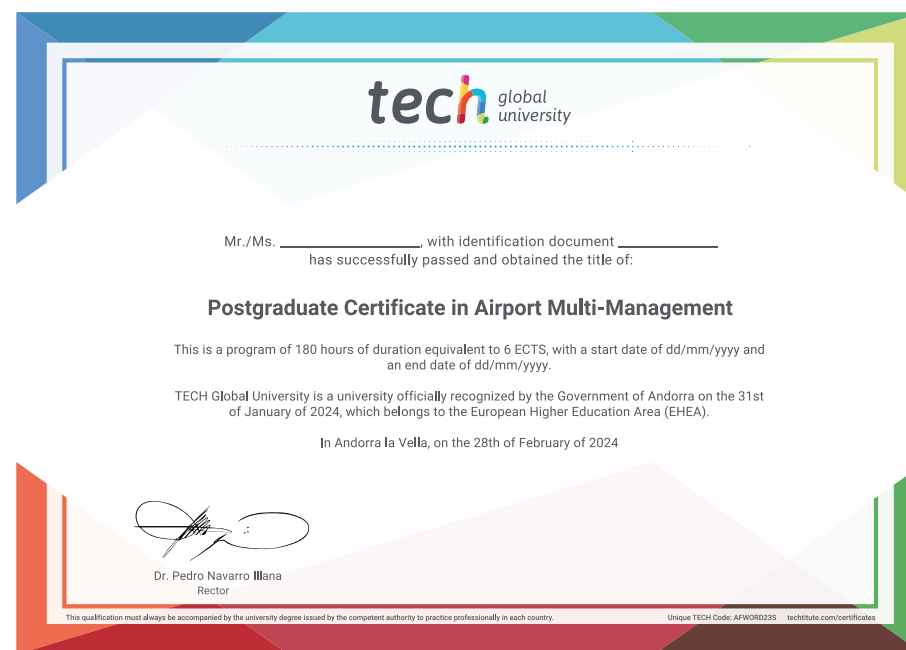 tech global
university
Mr./Ms. ____________, with identification document ____________
has successfully passed and obtained the title of:
Postgraduate Certificate in Airport Multi-Management
This is a program of 180 hours of duration equivalent to 6 ECTS, with a start date of dd/mm/yyyy and
an end date of dd/mm/yyyy.
TECH Global University is a university officially recognized by the Government of Andorra on the 31st
of January of 2024, which belongs to the European Higher Education Area (EHEA).
In Andorra la Vella, on the 28th of February of 2024
Dr. Pedro Navarro Illana
Rector
This qualification must always be accompanied by the university degree issued by the competent authority to practice professionally in each country. Unique TECH Code: AFWORD23S techtitute.com/certificates